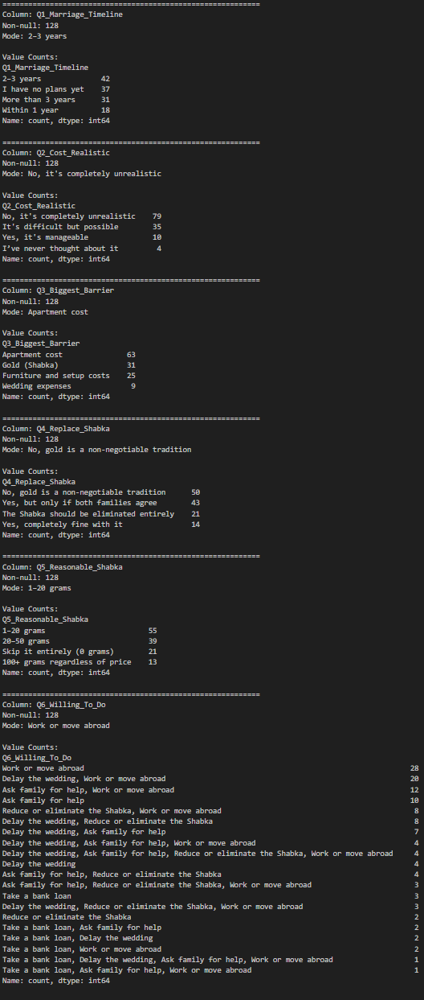 ============================================================
Column: Q1_Marriage_Timeline
Non-null: 128
Mode: 2–3 years
Value Counts:
Q1_Marriage_Timeline
2–3 years 42
I have no plans yet 37
More than 3 years 31
Within 1 year 18
Name: count, dtype: int64
============================================================
Column: Q2_Cost_Realistic
Non-null: 128
Mode: No, it's completely unrealistic
Value Counts:
Q2_Cost_Realistic
No, it's completely unrealistic 79
It's difficult but possible 35
Yes, it's manageable 10
I’ve never thought about it 4
Name: count, dtype: int64
============================================================
Column: Q3_Biggest_Barrier
Non-null: 128
Mode: Apartment cost
Value Counts:
Q3_Biggest_Barrier
Apartment cost 63
Gold (Shabka) 31
Furniture and setup costs 25
Wedding expenses 9
Name: count, dtype: int64
============================================================
Column: Q4_Replace_Shabka
Non-null: 128
Mode: No, gold is a non-negotiable tradition
Value Counts:
Q4_Replace_Shabka
No, gold is a non-negotiable tradition 50
Yes, but only if both families agree 43
The Shabka should be eliminated entirely 21
Yes, completely fine with it 14
Name: count, dtype: int64
============================================================
Column: Q5_Reasonable_Shabka
Non-null: 128
Mode: 1–20 grams
Value Counts:
Q5_Reasonable_Shabka
1–20 grams 55
20–50 grams 39
Skip it entirely (0 grams) 21
100+ grams regardless of price 13
Name: count, dtype: int64
============================================================
Column: Q6_Willing_To_Do
Non-null: 128
Mode: Work or move abroad
Value Counts:
Q6_Willing_To_Do
Work or move abroad 28
Delay the wedding, Work or move abroad 20
Ask family for help, Work or move abroad 12
Ask family for help 10
Reduce or eliminate the Shabka, Work or move abroad 8
Delay the wedding, Reduce or eliminate the Shabka 8
Delay the wedding, Ask family for help 7
Delay the wedding, Ask family for help, Work or move abroad 4
Delay the wedding, Ask family for help, Reduce or eliminate the Shabka, Work or move abroad 4
Delay the wedding 4
Ask family for help, Reduce or eliminate the Shabka 4
Ask family for help, Reduce or eliminate the Shabka, Work or move abroad 3
Take a bank loan 3
Delay the wedding, Reduce or eliminate the Shabka, Work or move abroad 3
Reduce or eliminate the Shabka 2
Take a bank loan, Ask family for help 2
Take a bank loan, Delay the wedding 2
Take a bank loan, Work or move abroad 2
Take a bank loan, Delay the wedding, Ask family for help, Work or move abroad 1
Take a bank loan, Ask family for help, Work or move abroad 1
Name: count, dtype: int64